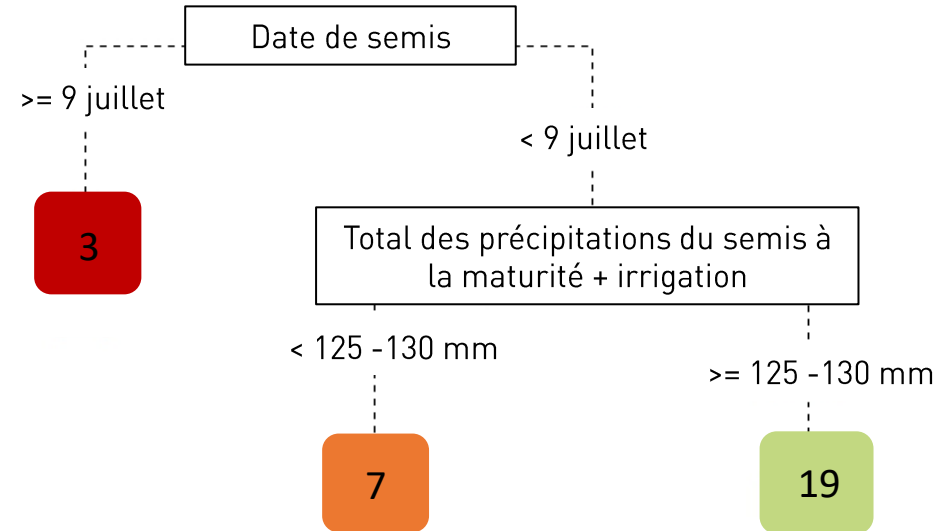 Date de semis
>= 9 juillet
< 9 juillet
3
Total des précipitations du semis à
la maturité + irrigation
< 125 -130 mm
>= 125 -130 mm
7
19